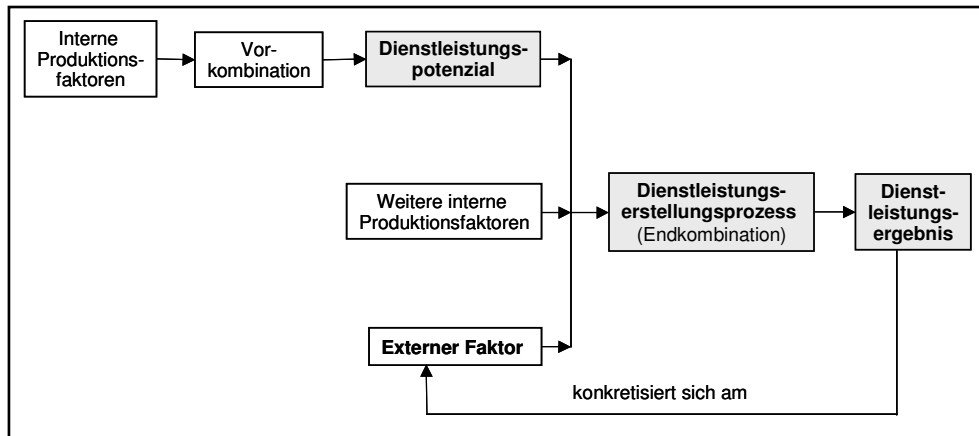 Interne
Produktions-
faktoren
Vor-
kombination
Dienstleistungs-
potenzial
Weitere interne
Produktionsfaktoren
Dienstleistungs-
erstellungsprozess
(Endkombination)
Dienst-
leistungs-
ergebnis
Externer Faktor
konkretisiert sich am